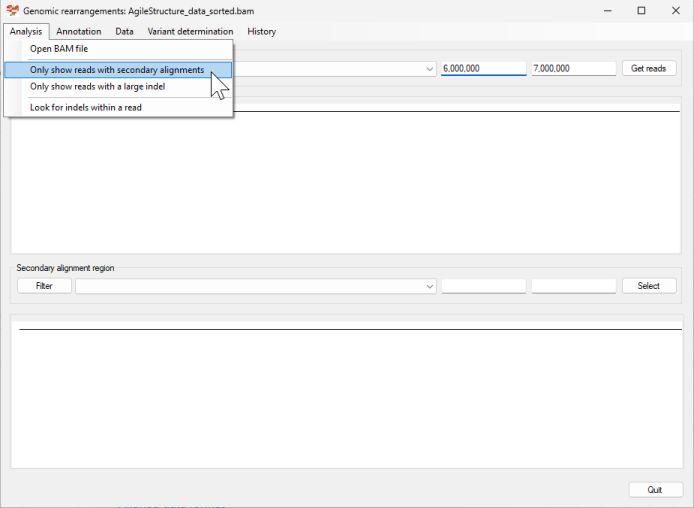 Genomic rearrangements: AgileStructure_data_sorted.bam
Analysis Annotation Data Variant determination History
Open BAM file
Only show reads with secondary alignments
Only show reads with a large indel
Look for indels within a read
6,000,000 7,000,000 Get reads
Secondary alignment region
Filter Select
Quit